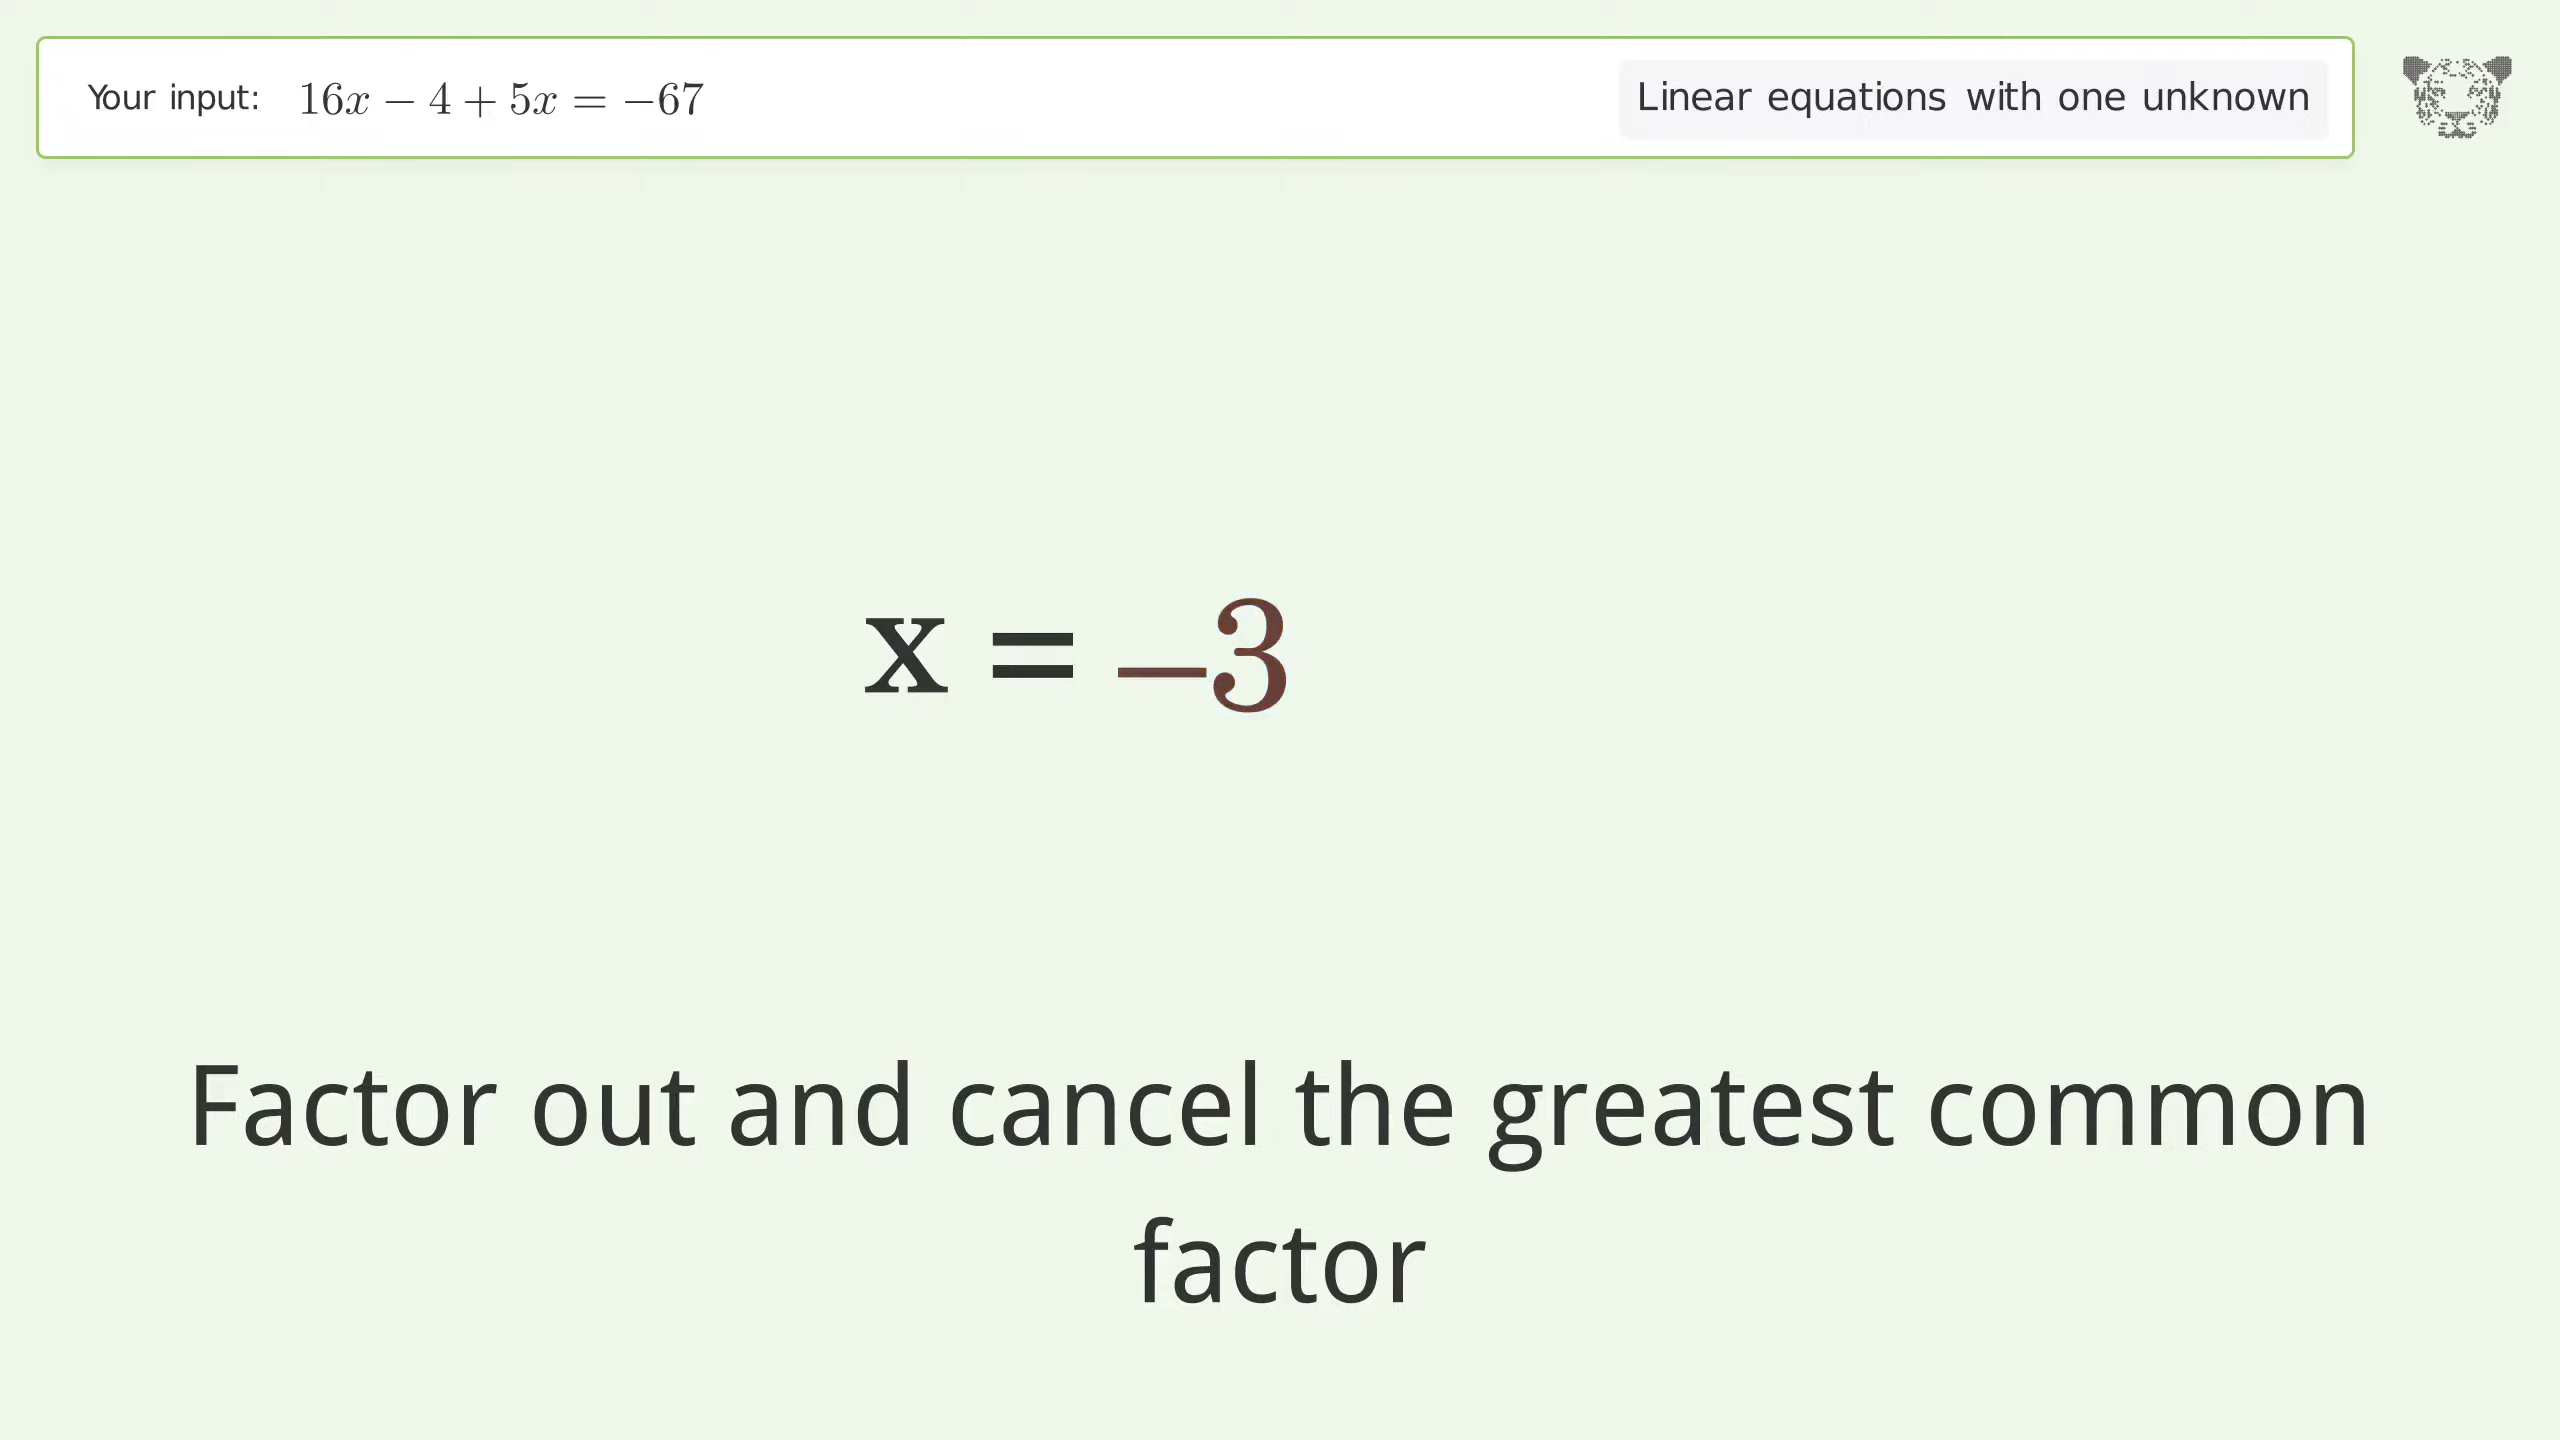 Your input: 16x − 4 + 5x = −67
Linear equations with one unknown
x = −3
Factor out and cancel the greatest common
factor